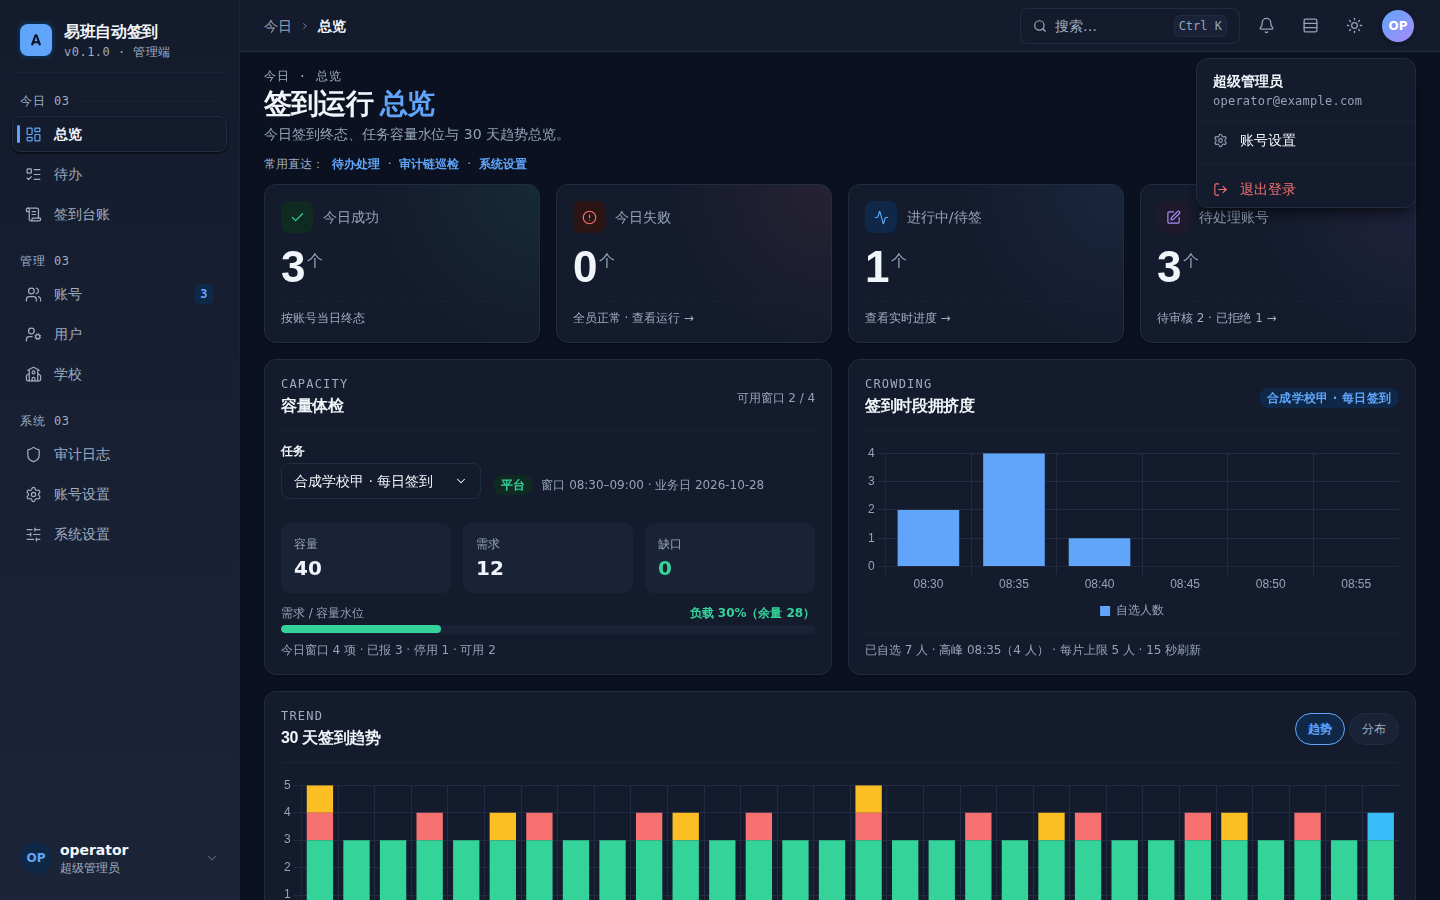 A
易班自动签到
v0.1.0 · 管理端
今日 03
总览
待办
签到台账
管理 03
账号
3
用户
学校
系统 03
审计日志
账号设置
系统设置
OP
operator
超级管理员
今日 › 总览
搜索…
Ctrl K
OP
超级管理员
operator@example.com
账号设置
退出登录
今日 · 总览
签到运行 总览
今日签到终态、任务容量水位与 30 天趋势总览。
常用直达： 待办处理 · 审计链巡检 · 系统设置
今日成功
3个
按账号当日终态
今日失败
0个
全员正常 · 查看运行 →
进行中/待签
1个
查看实时进度 →
待处理账号
3个
待审核 2 · 已拒绝 1 →
CAPACITY
容量体检
可用窗口 2 / 4
任务
合成学校甲 · 每日签到
平台
窗口 08:30–09:00 · 业务日 2026-10-28
容量
40
需求
12
缺口
0
需求 / 容量水位
负载 30%（余量 28）
今日窗口 4 项 · 已报 3 · 停用 1 · 可用 2
CROWDING
签到时段拥挤度
合成学校甲 · 每日签到
4
3
2
1
0
08:30
08:35
08:40
08:45
08:50
08:55
自选人数
已自选 7 人 · 高峰 08:35（4 人） · 每片上限 5 人 · 15 秒刷新
TREND
30 天签到趋势
趋势
分布
5
4
3
2
1